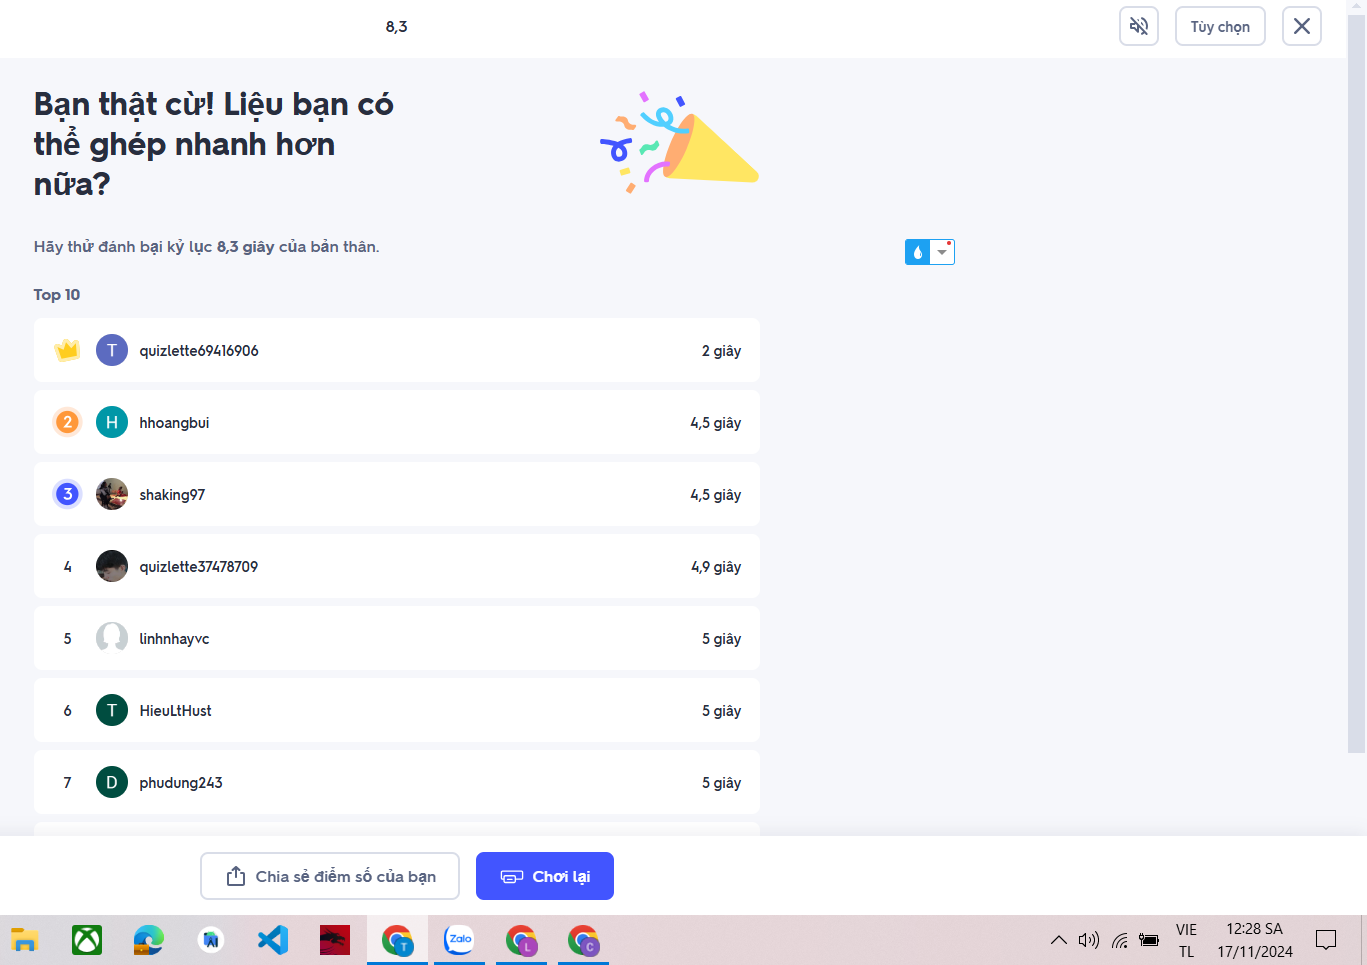 8,3
Tùy chọn
Bạn thật cừ! Liệu bạn có
thể ghép nhanh hơn
nữa?
Hãy thử đánh bại kỷ lục 8,3 giây của bản thân.
Top 10
T quizlette69416906 2 giây
2 H hhoangbui 4,5 giây
3 shaking97 4,5 giây
4 quizlette37478709 4,9 giây
5 linhnhayvc 5 giây
6 T HieuLtHust 5 giây
7 D phudung243 5 giây
Chia sẻ điểm số của bạn
Chơi lại
T
Zalo
L
C
VIE
TL
12:28 SA
17/11/2024